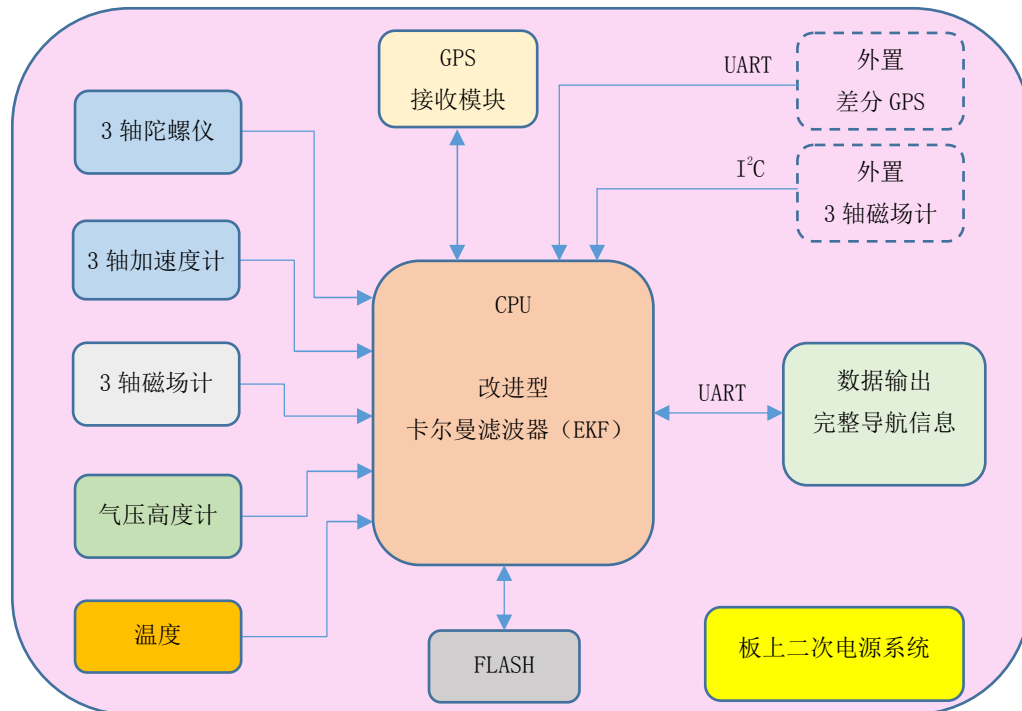 GPS
接收模块
UART
外置
差分 GPS
3 轴陀螺仪
I²C
外置
3 轴磁场计
3 轴加速度计
CPU
3 轴磁场计
改进型
卡尔曼滤波器（EKF）
UART
数据输出
完整导航信息
气压高度计
温度
FLASH
板上二次电源系统